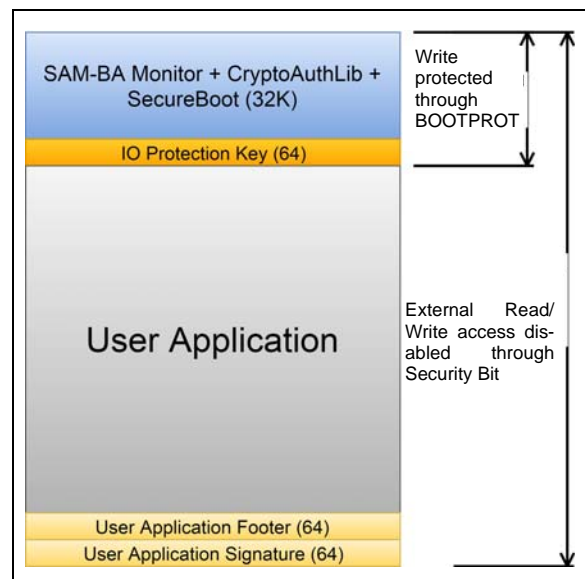 SAM-BA Monitor + CryptoAuthLib +
SecureBoot (32K)
Write
protected
through
BOOTPROT
IO Protection Key (64)
User Application
External Read/
Write access dis-
abled through
Security Bit
User Application Footer (64)
User Application Signature (64)